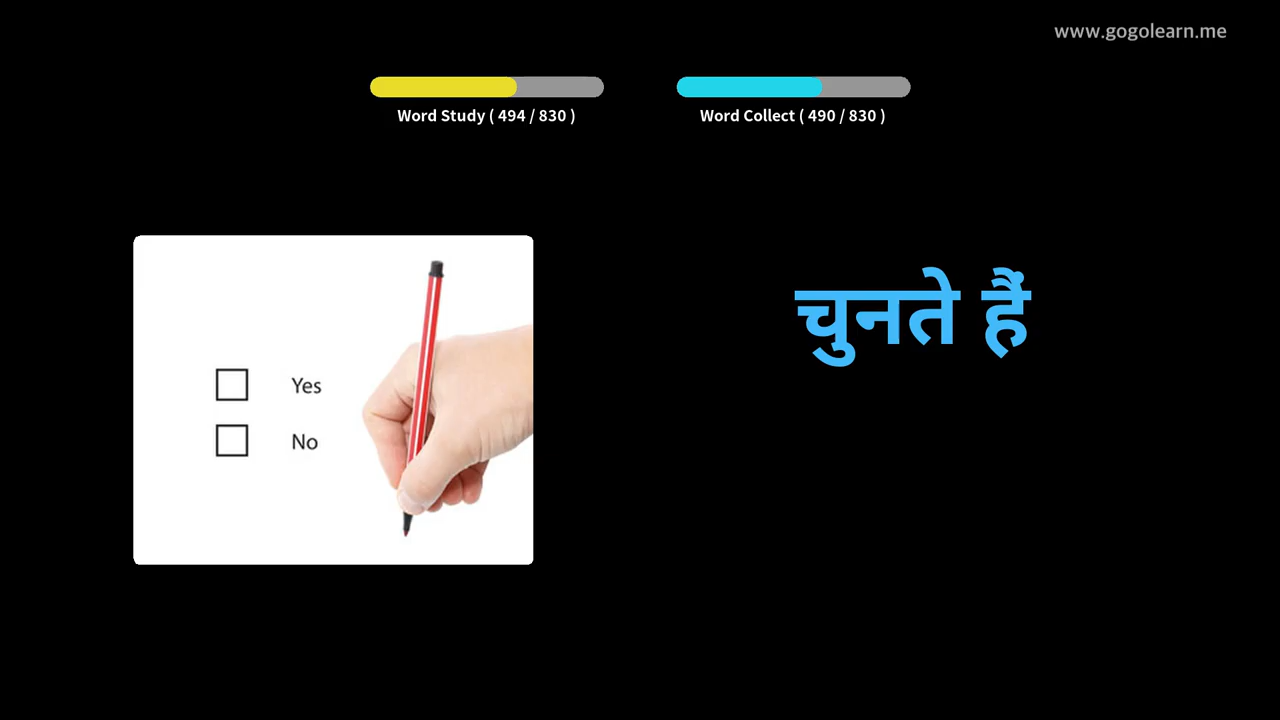 www.gogolearn.me
Word Study ( 494 / 830 )
Word Collect ( 490 / 830 )
Yes
No
चुनते हैं